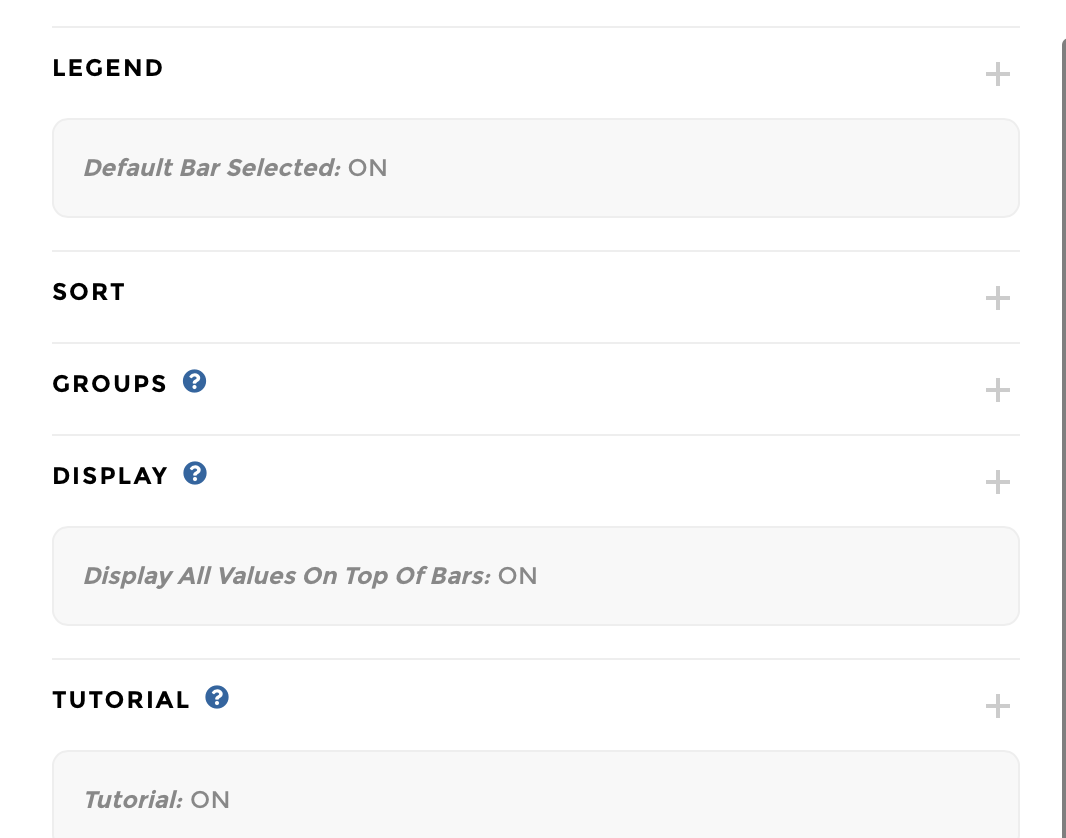 LEGEND
Default Bar Selected: ON
SORT
GROUPS ?
DISPLAY ?
Display All Values On Top Of Bars: ON
TUTORIAL ?
Tutorial: ON